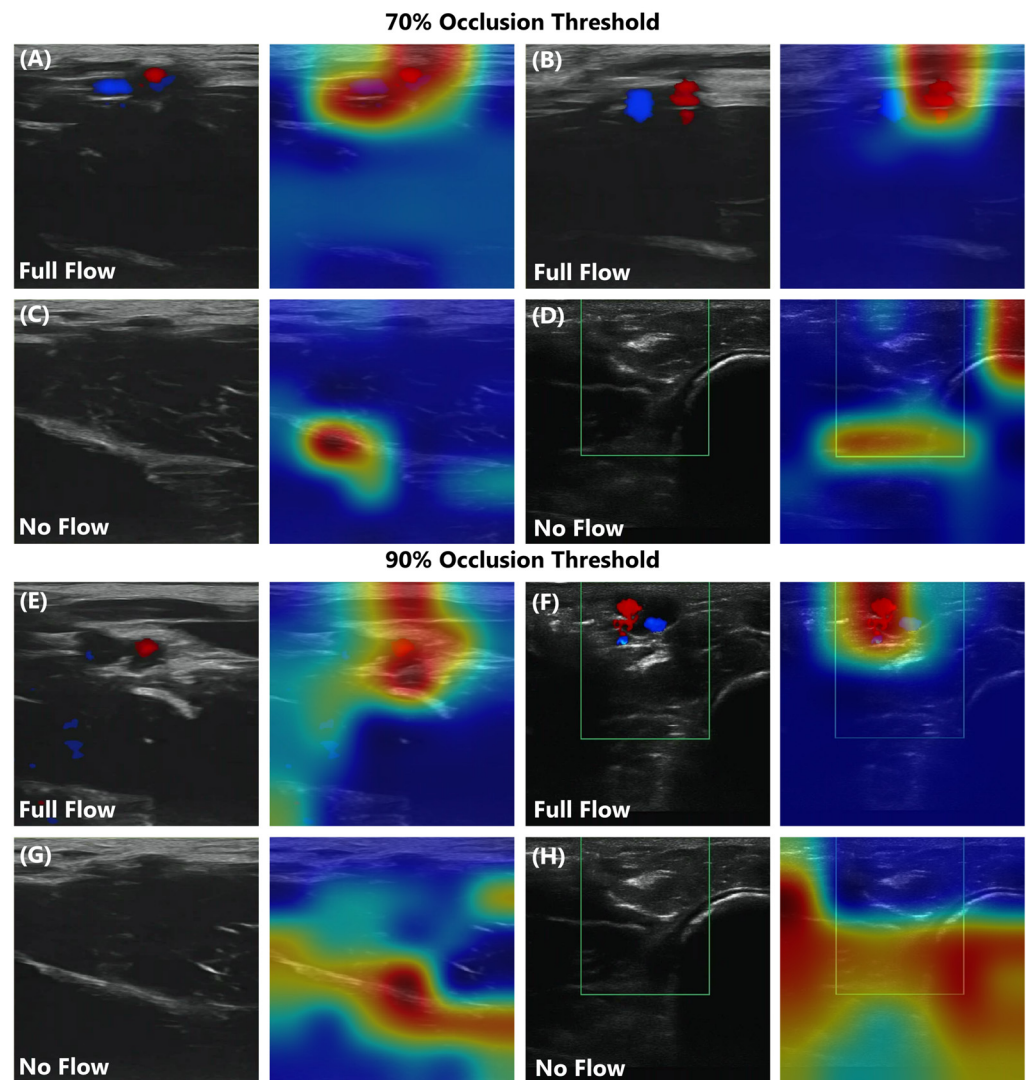 70% Occlusion Threshold
(A)
(B)
Full Flow
Full Flow
(C)
(D)
No Flow
No Flow
90% Occlusion Threshold
(E)
(F)
Full Flow
Full Flow
(G)
(H)
No Flow
No Flow